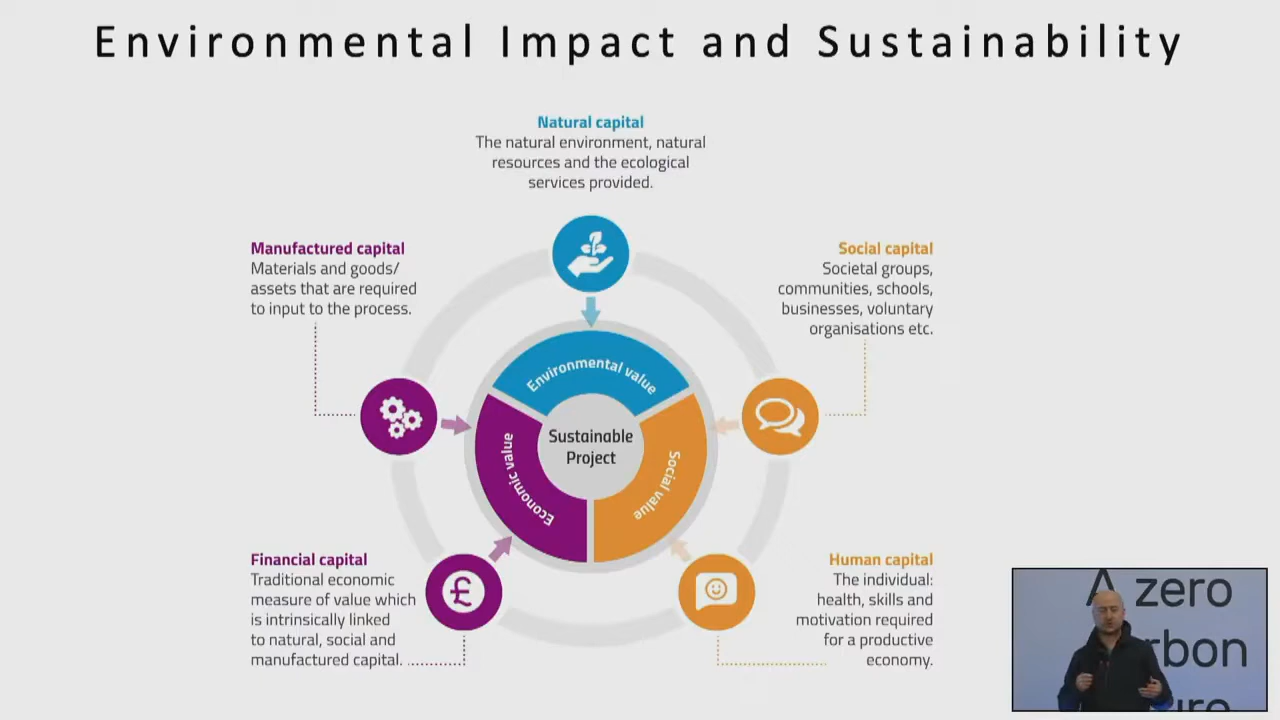 Environmental Impact and Sustainability
Natural capital
The natural environment, natural
resources and the ecological
services provided.
Manufactured capital
Materials and goods/
assets that are required
to input to the process.
Social capital
Societal groups,
communities, schools,
businesses, voluntary
organisations etc.
Environmental value
Economic value
Social value
Sustainable
Project
Financial capital
Traditional economic
measure of value which
is intrinsically linked
to natural, social and
manufactured capital.
£
Human capital
The individual:
health, skills and
motivation required
for a productive
economy.
A zero
rbon
ure